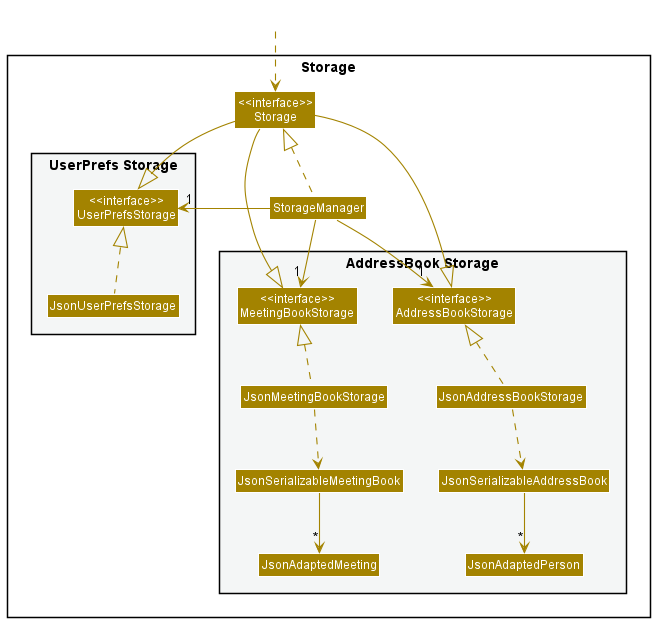 Storage
<<interface>>
Storage
UserPrefs Storage
<<interface>>
UserPrefsStorage
1
StorageManager
JsonUserPrefsStorage
AddressBook Storage
1
1
<<interface>>
MeetingBookStorage
<<interface>>
AddressBookStorage
JsonMeetingBookStorage
JsonAddressBookStorage
JsonSerializableMeetingBook
JsonSerializableAddressBook
*
*
JsonAdaptedMeeting
JsonAdaptedPerson